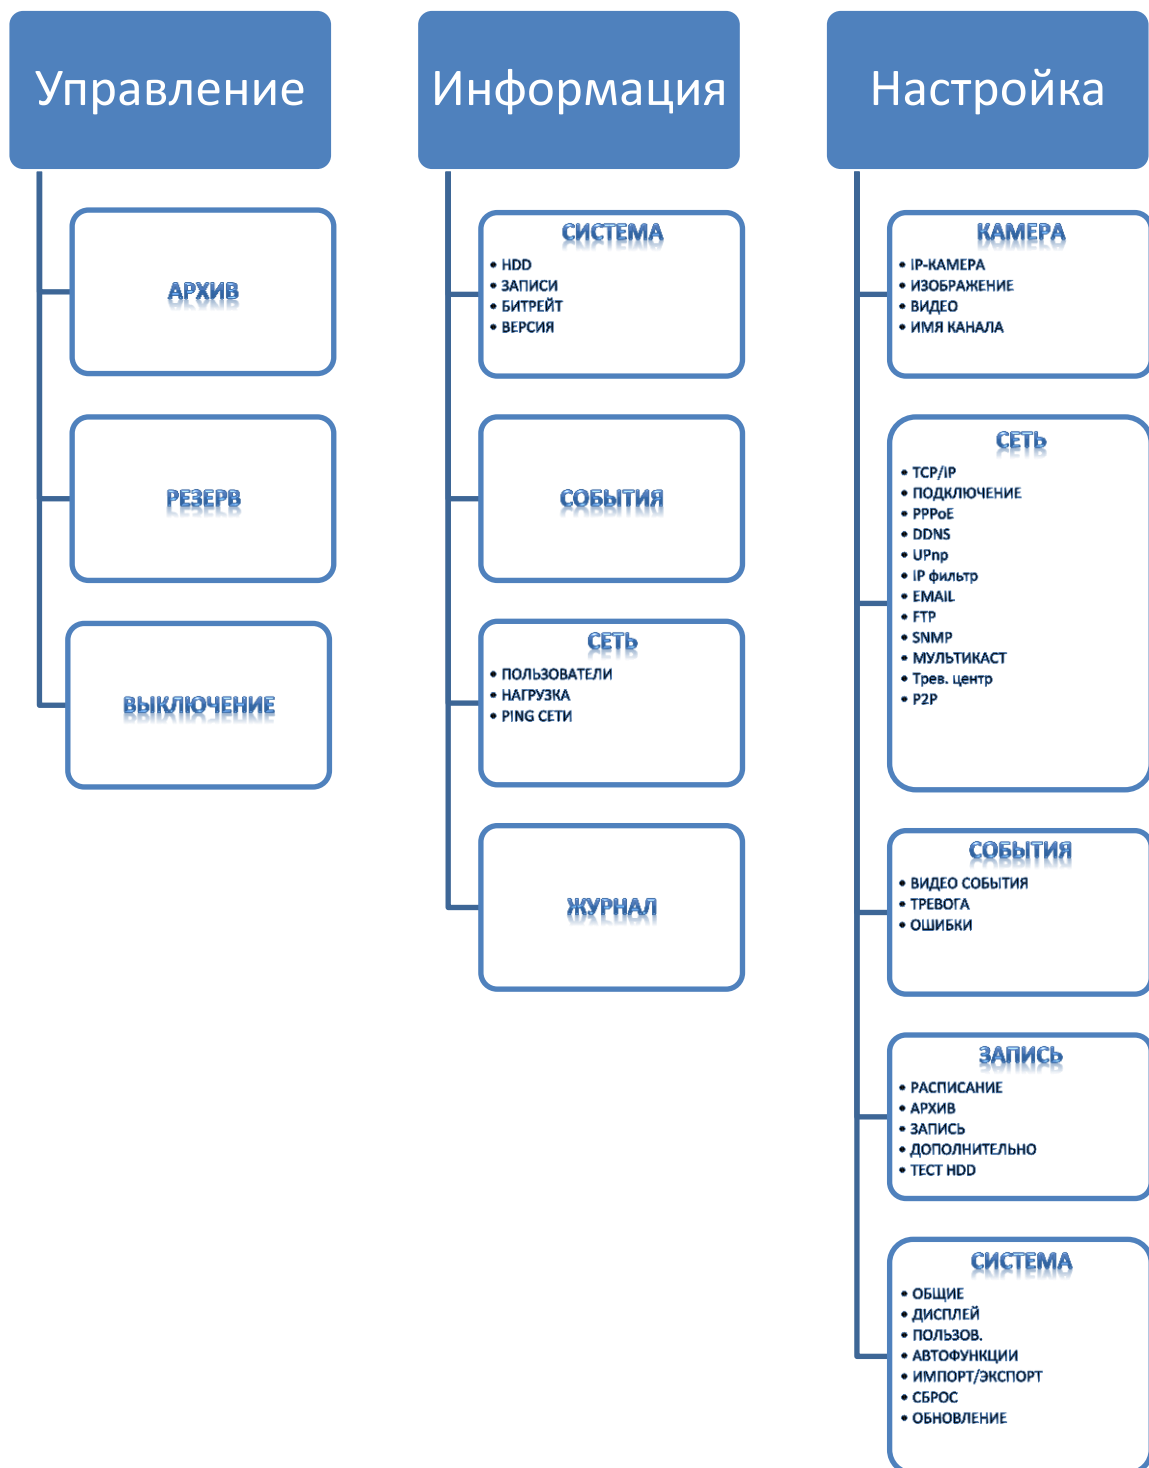 Управление
АРХИВ
РЕЗЕРВ
ВЫКЛЮЧЕНИЕ
Информация
СИСТЕМА
• HDD
• ЗАПИСИ
• БИТРЕЙТ
• ВЕРСИЯ
СОБЫТИЯ
СЕТЬ
• ПОЛЬЗОВАТЕЛИ
• НАГРУЗКА
• PING СЕТИ
ЖУРНАЛ
Настройка
КАМЕРА
• IP-КАМЕРА
• ИЗОБРАЖЕНИЕ
• ВИДЕО
• ИМЯ КАНАЛА
СЕТЬ
• TCP/IP
• ПОДКЛЮЧЕНИЕ
• PPPoE
• DDNS
• UPnp
• IP фильтр
• EMAIL
• FTP
• SNMP
• МУЛЬТИКАСТ
• Трев. центр
• P2P
СОБЫТИЯ
• ВИДЕО СОБЫТИЯ
• ТРЕВОГА
• ОШИБКИ
ЗАПИСЬ
• РАСПИСАНИЕ
• АРХИВ
• ЗАПИСЬ
• ДОПОЛНИТЕЛЬНО
• ТЕСТ HDD
СИСТЕМА
• ОБЩИЕ
• ДИСПЛЕЙ
• ПОЛЬЗОВ.
• АВТОФУНКЦИИ
• ИМПОРТ/ЭКСПОРТ
• СБРОС
• ОБНОВЛЕНИЕ